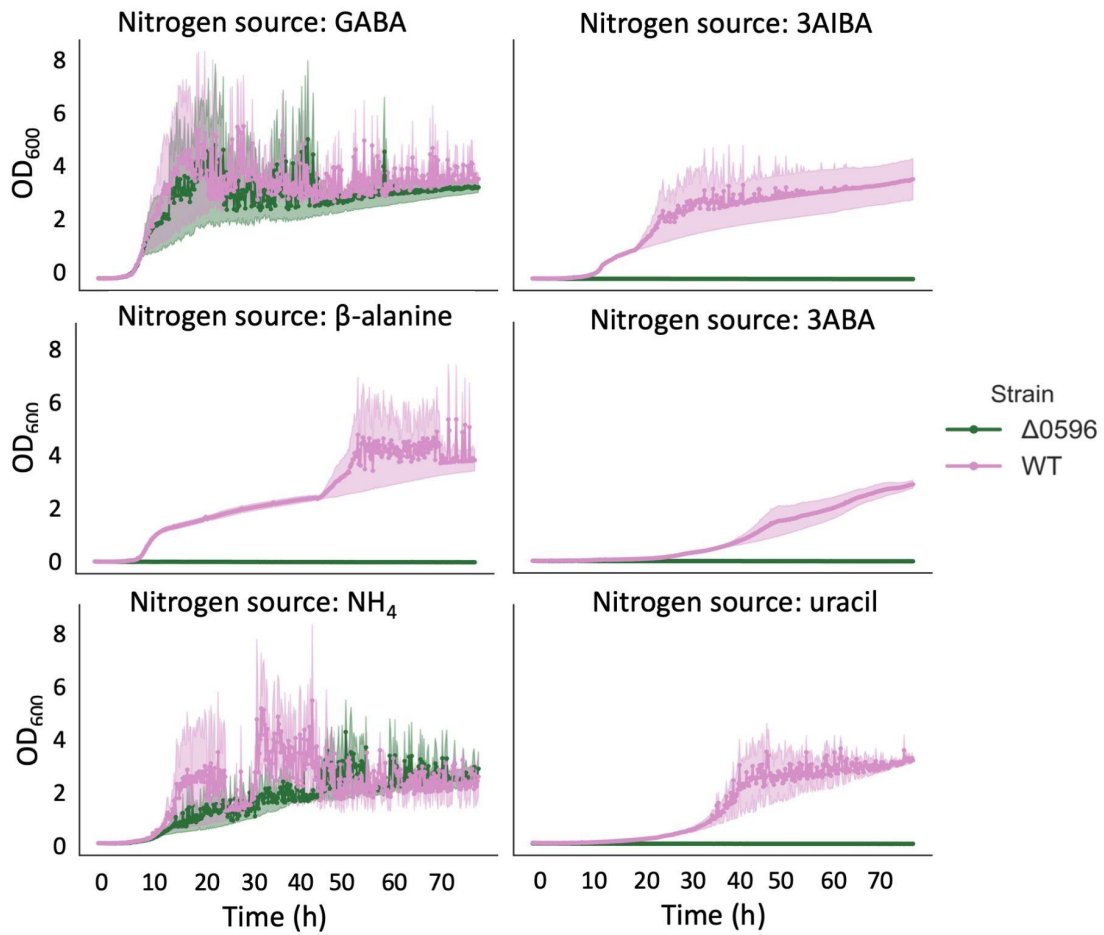 Nitrogen source: GABA
Nitrogen source: 3AIBA
8
6
4
2
0
OD600
Nitrogen source: β-alanine
Nitrogen source: 3ABA
8
6
4
2
0
OD600
Strain
Δ0596
WT
Nitrogen source: NH4
Nitrogen source: uracil
8
6
4
2
0
OD600
0 10 20 30 40 50 60 70
0 10 20 30 40 50 60 70
Time (h)
Time (h)